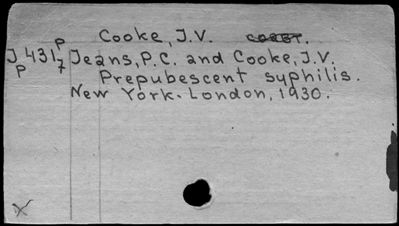 Cooke, J.V.
P
J 431,7 Jeans, P.C. and Cooke, J.V.
P Prepubescent syphilis.
New York-London, 1930.
X